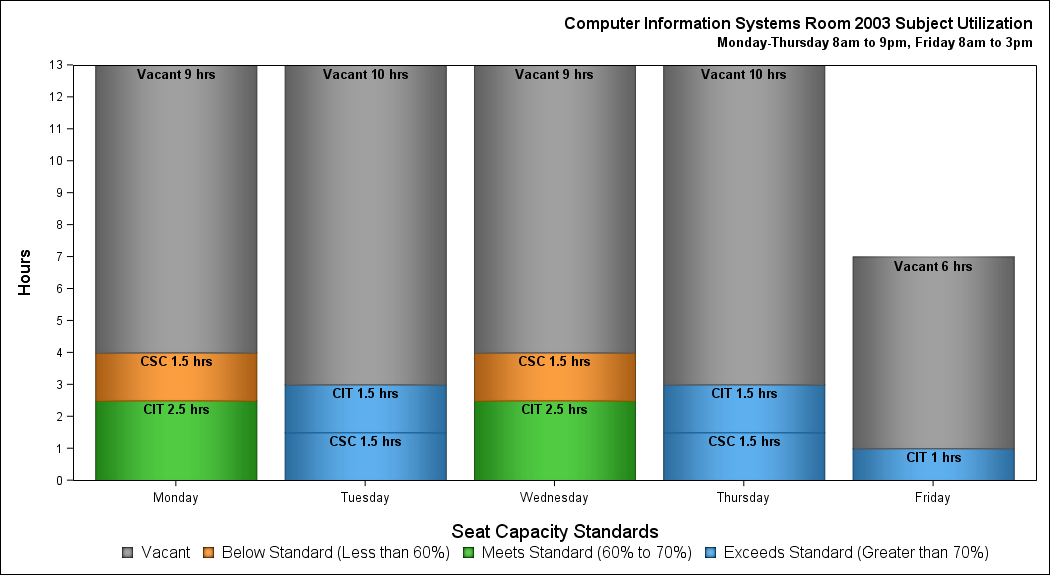 Computer Information Systems Room 2003 Subject Utilization
Monday-Thursday 8am to 9pm, Friday 8am to 3pm
Hours
13
12
11
10
9
8
7
6
5
4
3
2
1
0
Vacant 9 hrs
CSC 1.5 hrs
CIT 2.5 hrs
Vacant 10 hrs
CIT 1.5 hrs
CSC 1.5 hrs
Vacant 9 hrs
CSC 1.5 hrs
CIT 2.5 hrs
Vacant 10 hrs
CIT 1.5 hrs
CSC 1.5 hrs
Vacant 6 hrs
CIT 1 hrs
Monday Tuesday Wednesday Thursday Friday
Seat Capacity Standards
Vacant Below Standard (Less than 60%) Meets Standard (60% to 70%) Exceeds Standard (Greater than 70%)